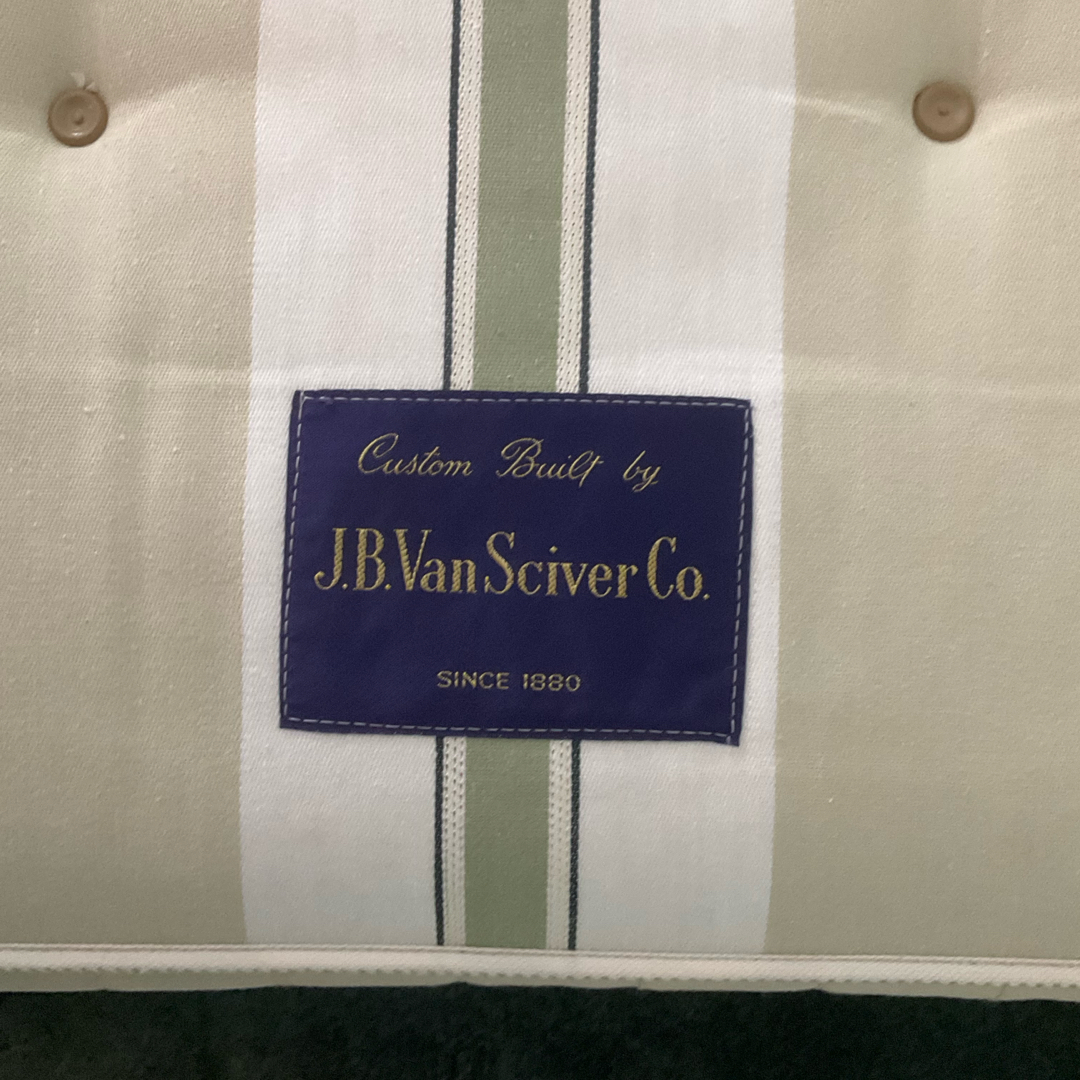 Custom Built by
J.B. Van Sciver Co.
SINCE 1880